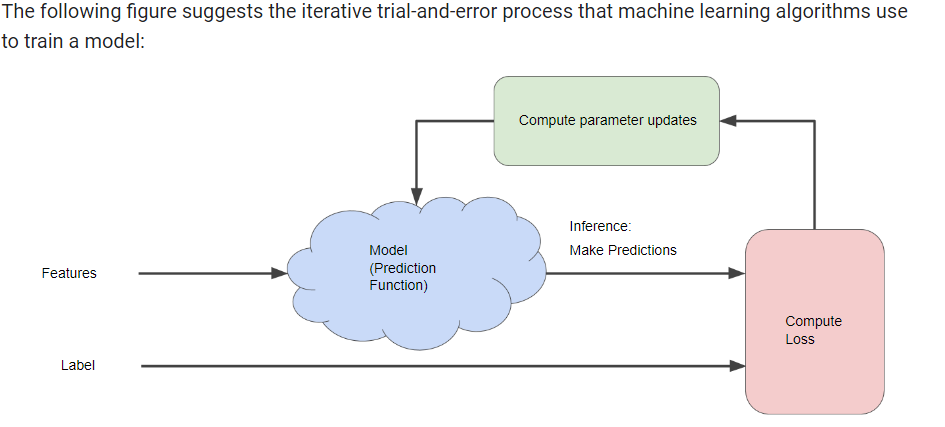 The following figure suggests the iterative trial-and-error process that machine learning algorithms use
to train a model:
Compute parameter updates
Inference:
Make Predictions
Model
(Prediction
Function)
Features
Compute
Loss
Label